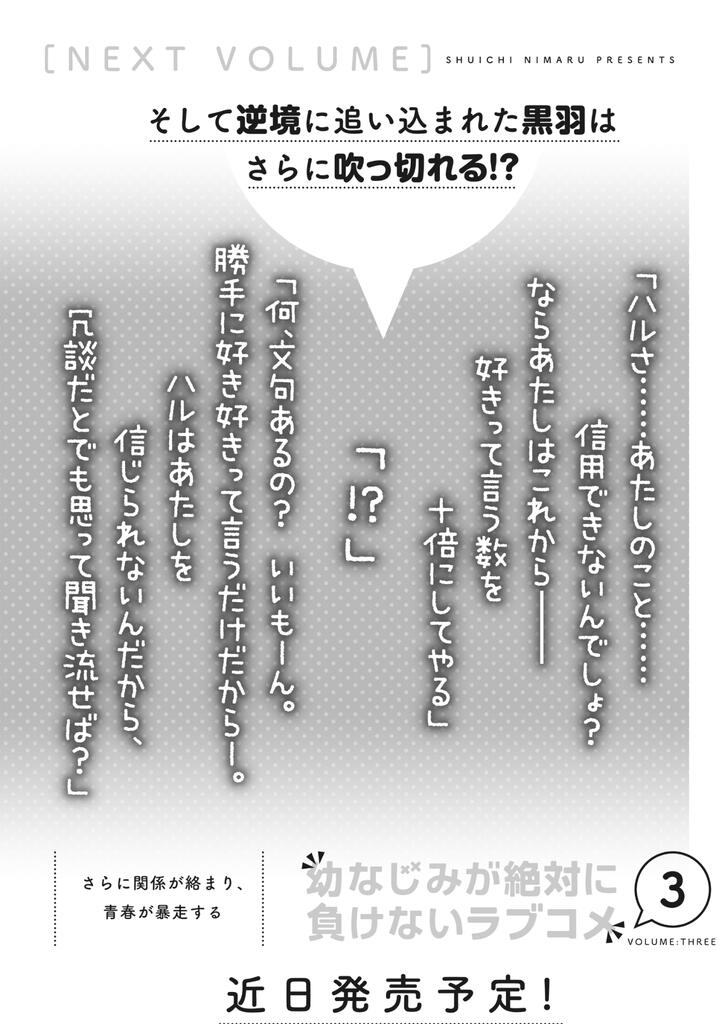 [NEXT VOLUME] SHUICHI NIMARU PRESENTS
そして逆境に追い込まれた黒羽は
さらに吹っ切れる!?
「ハルさ……あたしのこと……
信用できないんでしょ?
ならあたしはこれから――
好きって言う数を
十倍にしてやる」
「!?」
「何、文句あるの? いいもーん。
勝手に好き好きって言うだけだからー。
ハルはあたしを
信じられないんだから、
冗談だとでも思って聞き流せば?」
さらに関係が絡まり、
青春が暴走する
幼なじみが絶対に
負けないラブコメ
3
VOLUME:THREE
近日発売予定!